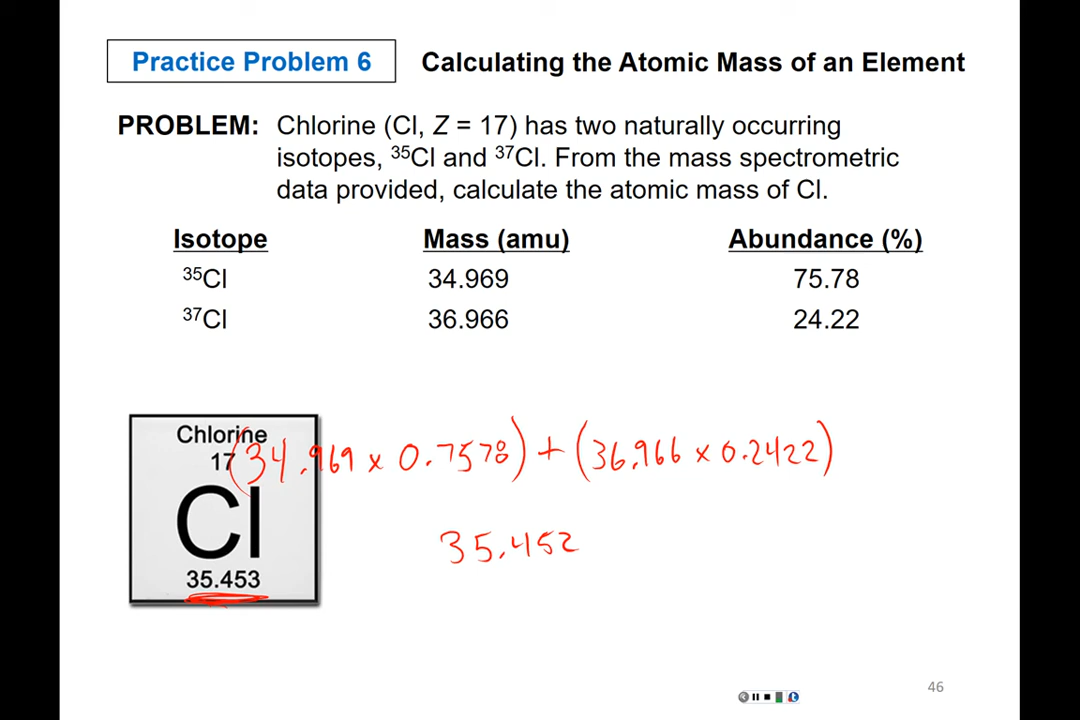 Practice Problem 6 Calculating the Atomic Mass of an Element
PROBLEM: Chlorine (Cl, Z = 17) has two naturally occurring
isotopes, ³⁵Cl and ³⁷Cl. From the mass spectrometric
data provided, calculate the atomic mass of Cl.
Isotope Mass (amu) Abundance (%)
³⁵Cl 34.969 75.78
³⁷Cl 36.966 24.22
Chlorine
17
(34.969 x 0.7578) + (36.966 x 0.2422)
Cl
35.452
35.453
46